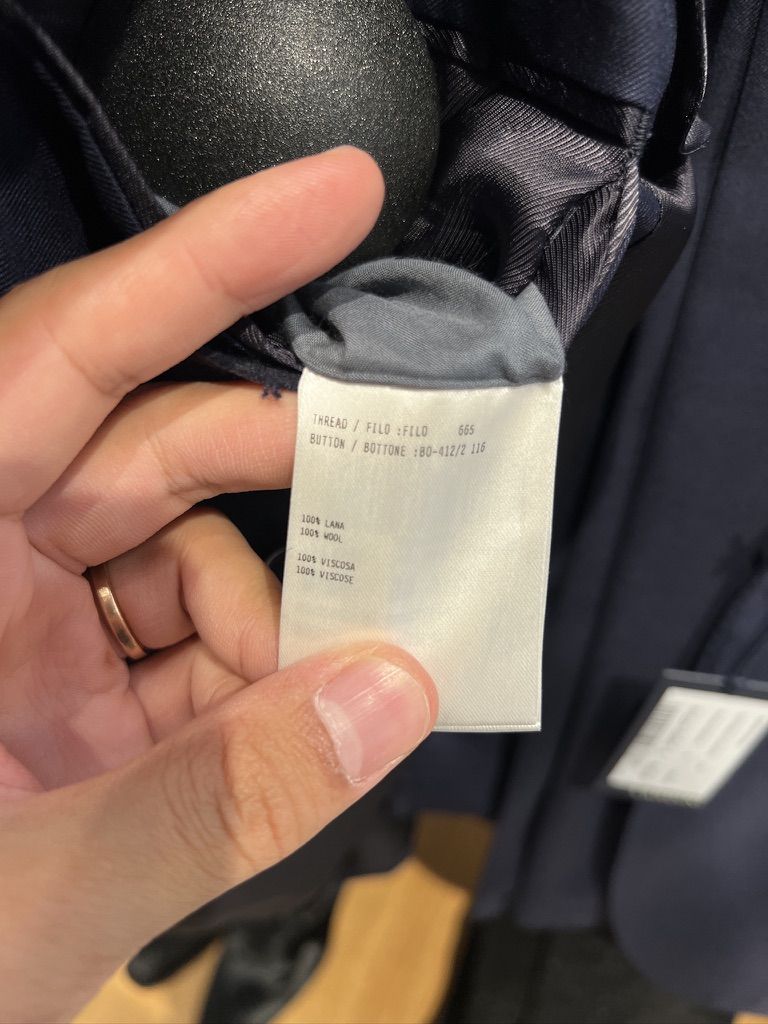 THREAD / FILO :FILO 665
BUTTON / BOTTONE :BO-412/2 116
100% LANA
100% WOOL
100% VISCOSA
100% VISCOSE